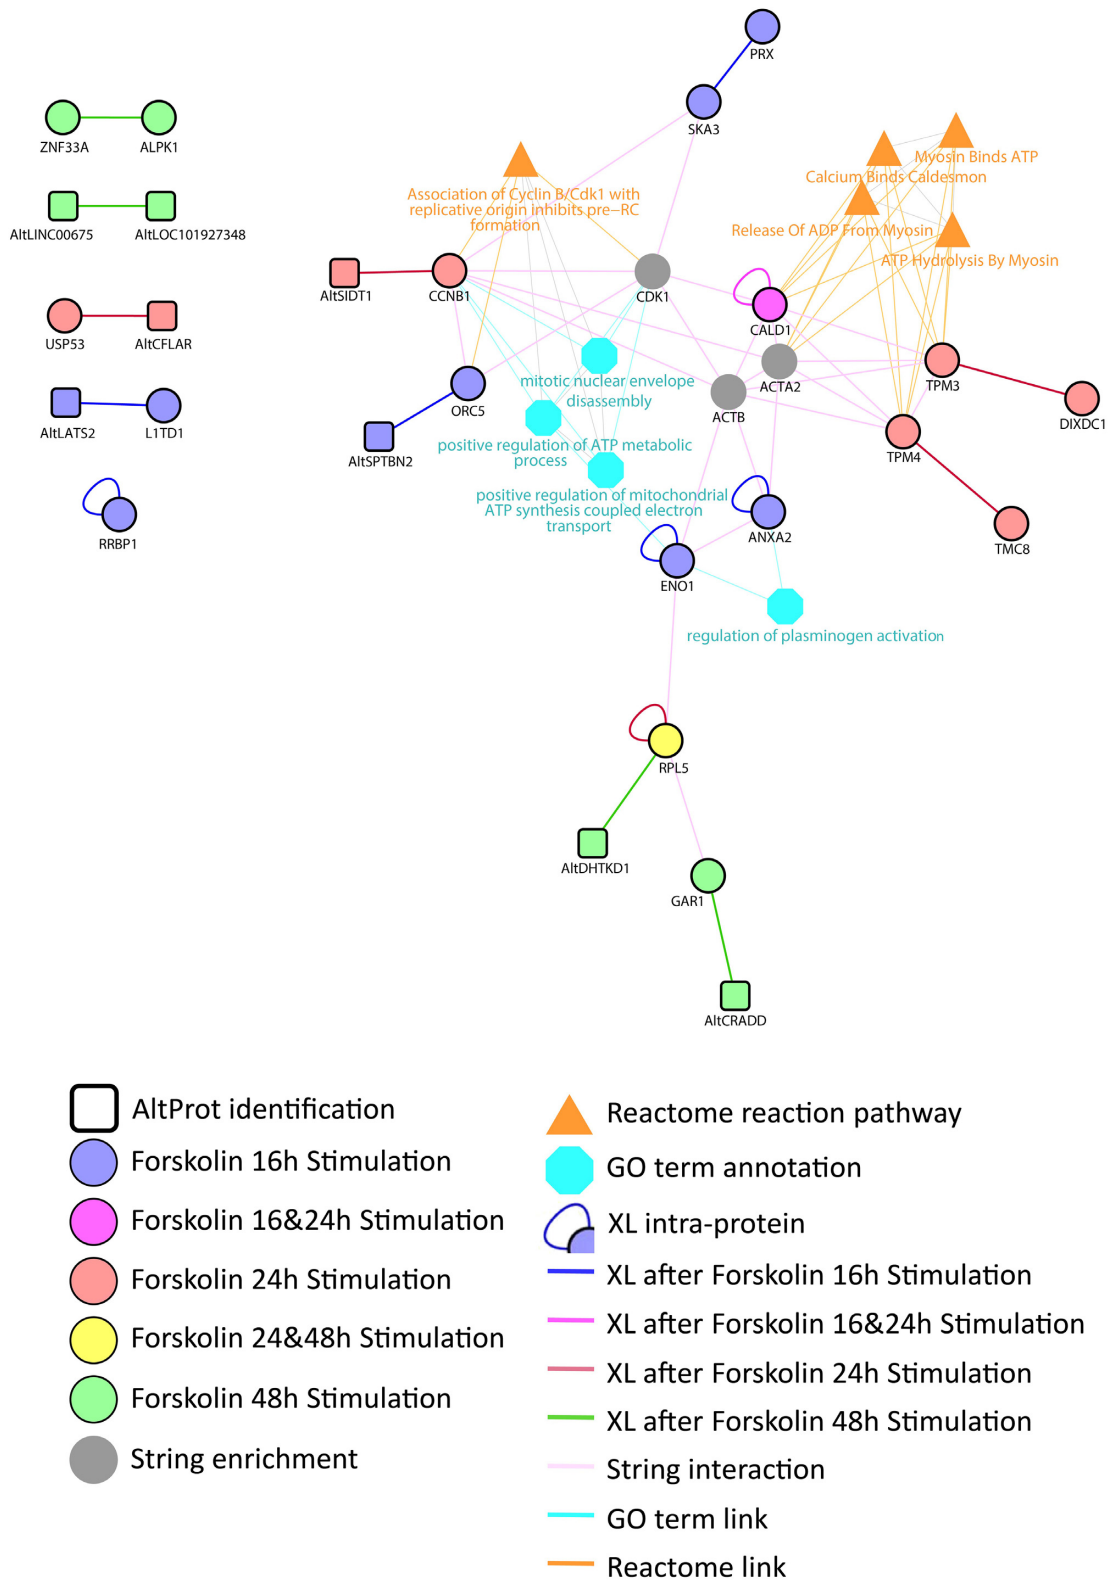 PRX
SKA3
ZNF33A
ALPK1
AltLINC00675
AltLOC101927348
USP53
AltCFLAR
AltLATS2
L1TD1
RRBP1
Association of Cyclin B/Cdk1 with
replicative origin inhibits pre−RC
formation
Myosin Binds ATP
Calcium Binds Caldesmon
Release Of ADP From Myosin
ATP Hydrolysis By Myosin
AltSIDT1
CCNB1
CDK1
CALD1
ACTA2
ACTB
TPM3
DIXDC1
TPM4
TMC8
ORC5
AltSPTBN2
mitotic nuclear envelope
disassembly
positive regulation of ATP metabolic
process
positive regulation of mitochondrial
ATP synthesis coupled electron
transport
ANXA2
ENO1
regulation of plasminogen activation
RPL5
AltDHTKD1
GAR1
AltCRADD
AltProt identification
Forskolin 16h Stimulation
Forskolin 16&24h Stimulation
Forskolin 24h Stimulation
Forskolin 24&48h Stimulation
Forskolin 48h Stimulation
String enrichment
Reactome reaction pathway
GO term annotation
XL intra-protein
XL after Forskolin 16h Stimulation
XL after Forskolin 16&24h Stimulation
XL after Forskolin 24h Stimulation
XL after Forskolin 48h Stimulation
String interaction
GO term link
Reactome link